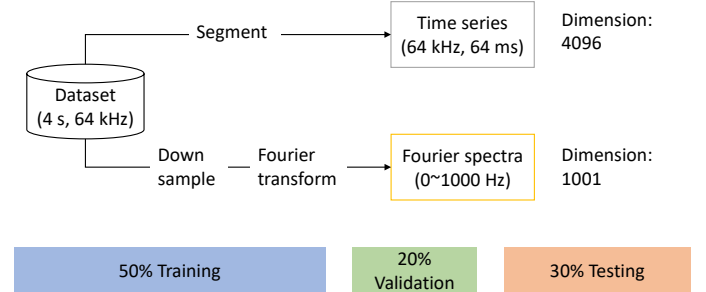 Segment
Time series
(64 kHz, 64 ms)
Dimension:
4096
Dataset
(4 s, 64 kHz)
Down
sample
Fourier
transform
Fourier spectra
(0~1000 Hz)
Dimension:
1001
50% Training
20%
Validation
30% Testing